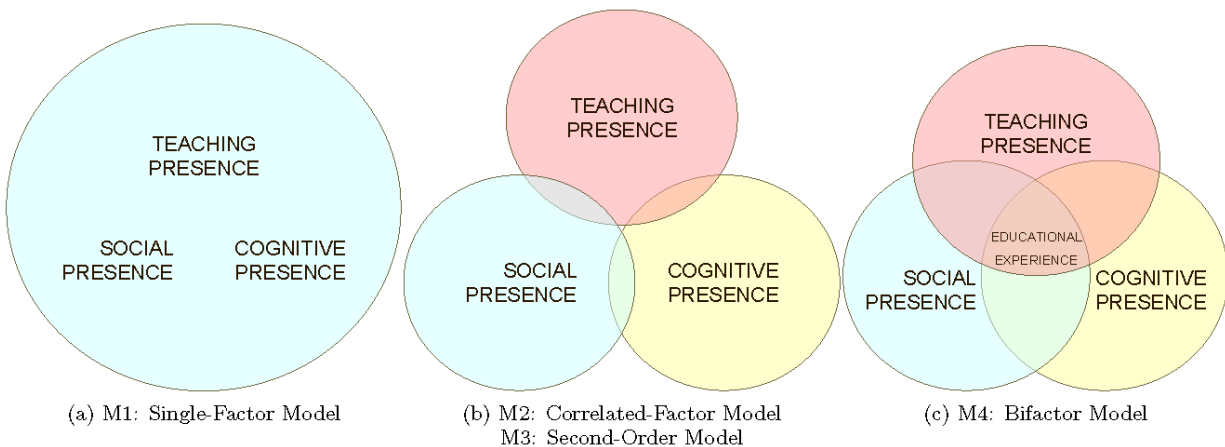 TEACHING
PRESENCE
SOCIAL
PRESENCE
COGNITIVE
PRESENCE
(a) M1: Single-Factor Model
TEACHING
PRESENCE
SOCIAL
PRESENCE
COGNITIVE
PRESENCE
(b) M2: Correlated-Factor Model
M3: Second-Order Model
TEACHING
PRESENCE
EDUCATIONAL
EXPERIENCE
SOCIAL
PRESENCE
COGNITIVE
PRESENCE
(c) M4: Bifactor Model